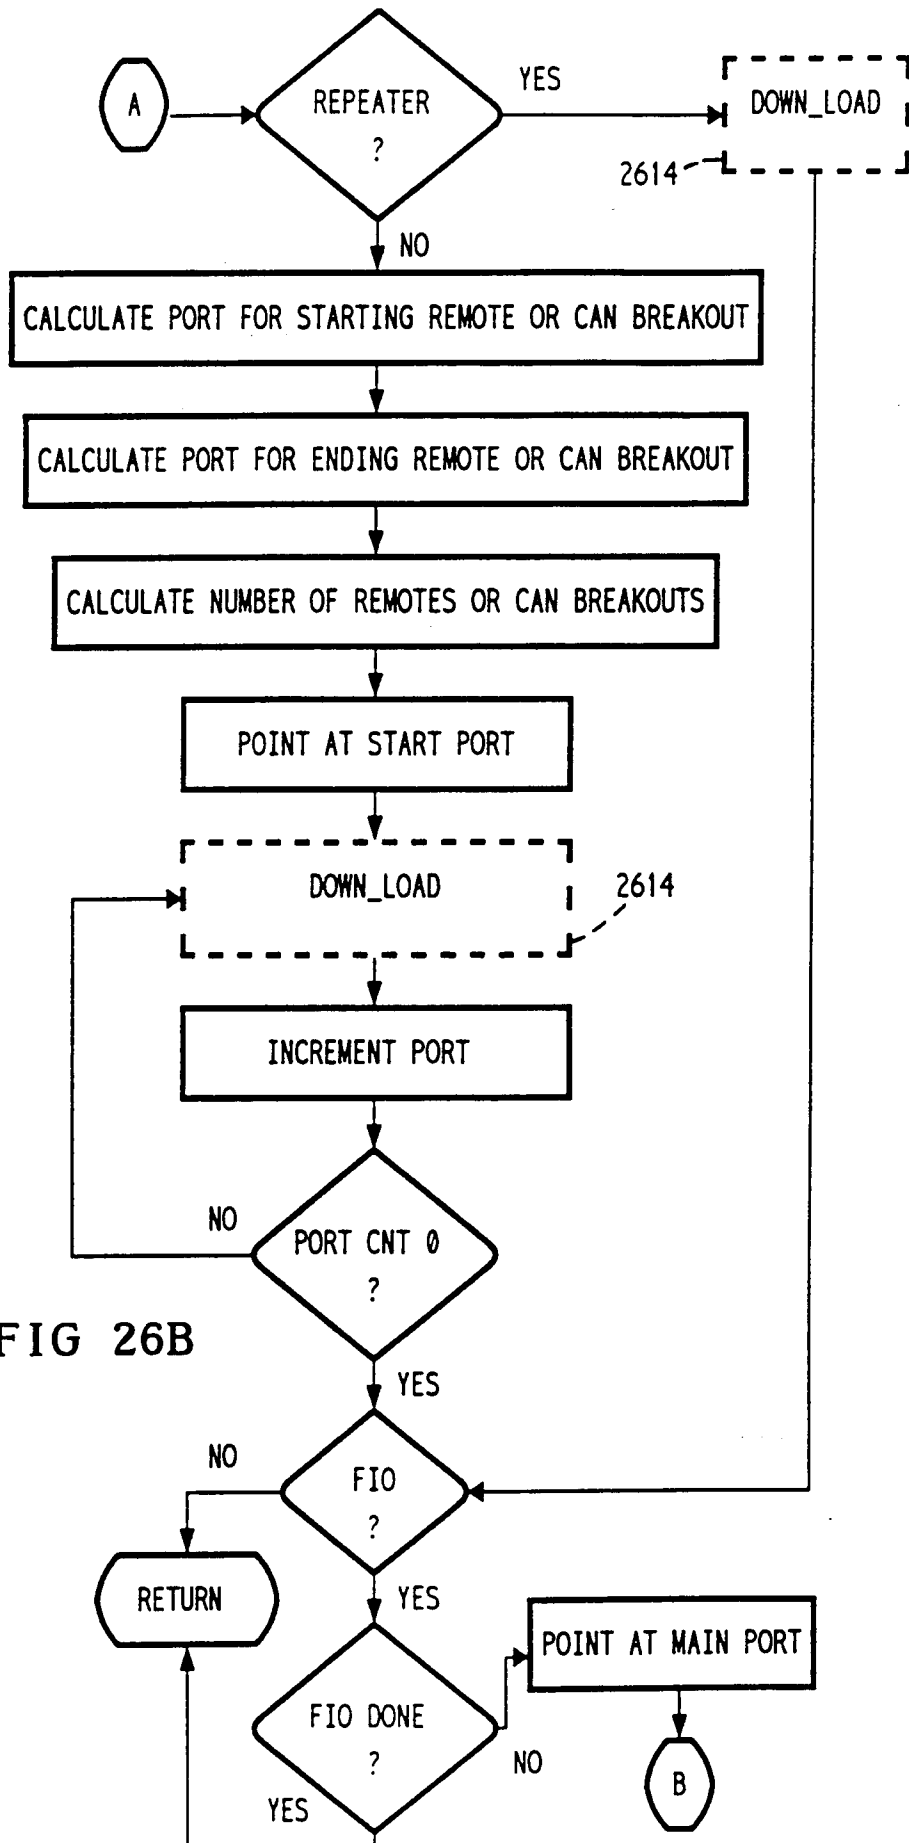 A
REPEATER
?
YES
DOWN_LOAD
2614
NO
CALCULATE PORT FOR STARTING REMOTE OR CAN BREAKOUT
CALCULATE PORT FOR ENDING REMOTE OR CAN BREAKOUT
CALCULATE NUMBER OF REMOTES OR CAN BREAKOUTS
POINT AT START PORT
DOWN_LOAD
2614
INCREMENT PORT
NO
PORT CNT 0
?
FIG 26B
YES
NO
FIO
?
YES
RETURN
POINT AT MAIN PORT
FIO DONE
?
NO
B
YES